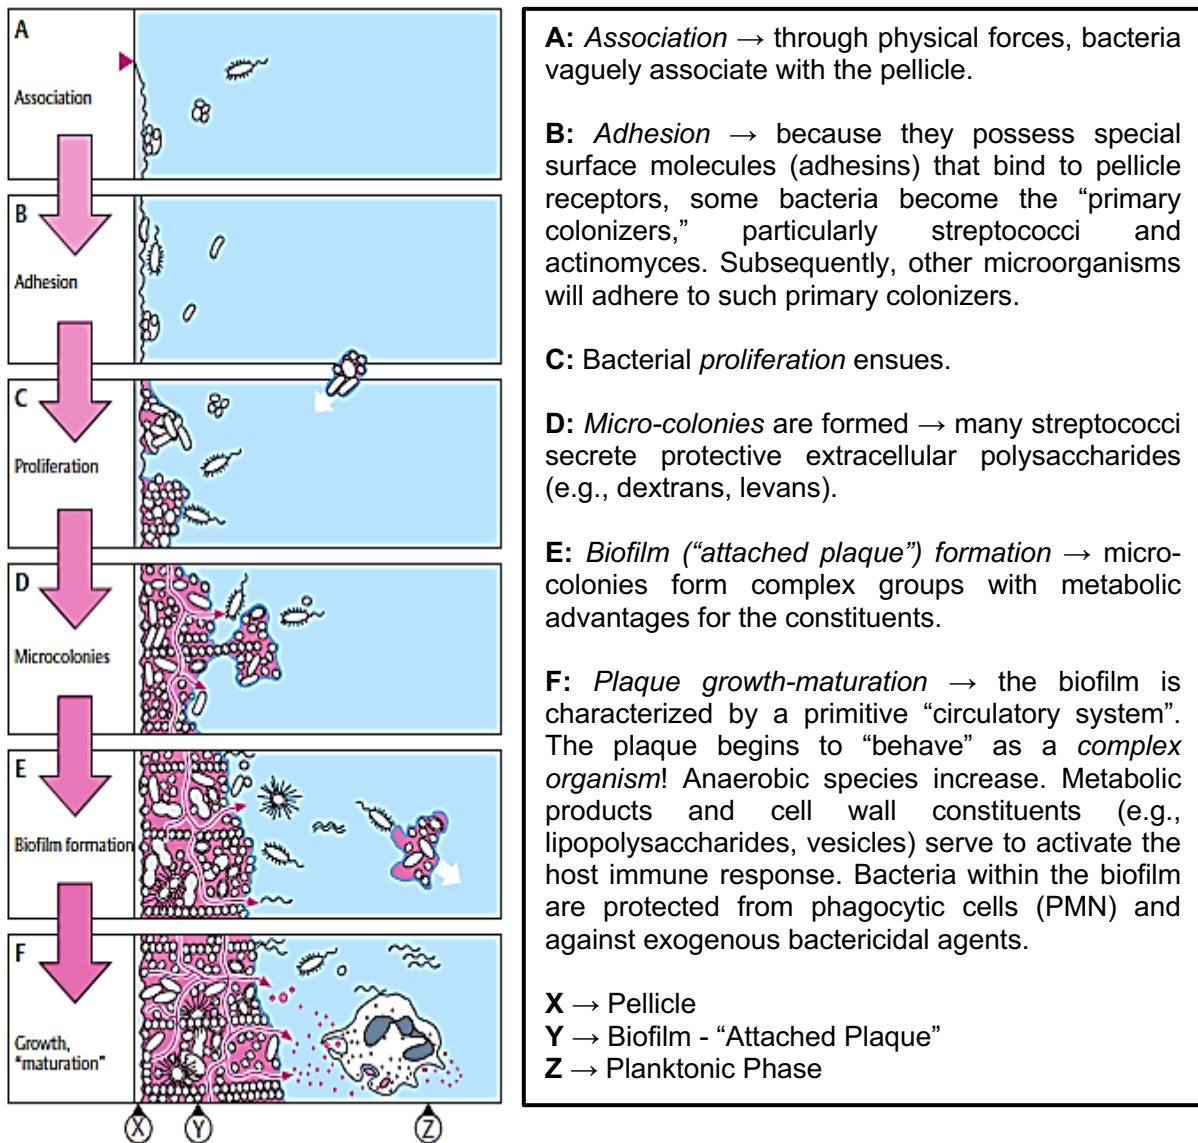 A
Association
B
Adhesion
C
Proliferation
D
Microcolonies
E
Biofilm formation
F
Growth,
"maturation"
X Y Z
A: Association → through physical forces, bacteria
vaguely associate with the pellicle.
B: Adhesion → because they possess special
surface molecules (adhesins) that bind to pellicle
receptors, some bacteria become the “primary
colonizers,” particularly streptococci and
actinomyces. Subsequently, other microorganisms
will adhere to such primary colonizers.
C: Bacterial proliferation ensues.
D: Micro-colonies are formed → many streptococci
secrete protective extracellular polysaccharides
(e.g., dextrans, levans).
E: Biofilm (“attached plaque”) formation → micro-
colonies form complex groups with metabolic
advantages for the constituents.
F: Plaque growth-maturation → the biofilm is
characterized by a primitive “circulatory system”.
The plaque begins to “behave” as a complex
organism! Anaerobic species increase. Metabolic
products and cell wall constituents (e.g.,
lipopolysaccharides, vesicles) serve to activate the
host immune response. Bacteria within the biofilm
are protected from phagocytic cells (PMN) and
against exogenous bactericidal agents.
X → Pellicle
Y → Biofilm - “Attached Plaque”
Z → Planktonic Phase